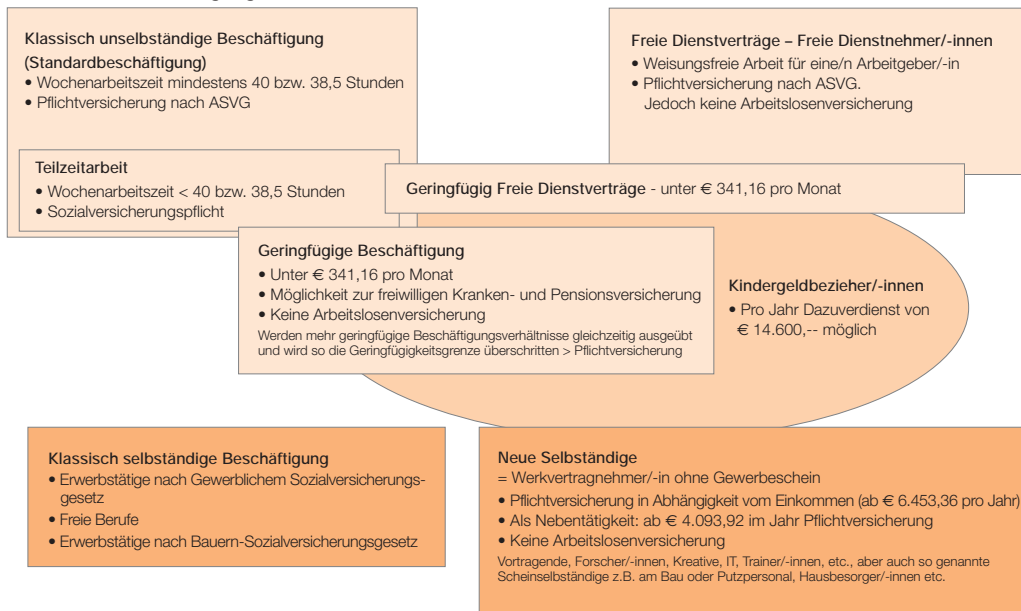 Klassisch unselbständige Beschäftigung
(Standardbeschäftigung)
• Wochenarbeitszeit mindestens 40 bzw. 38,5 Stunden
• Pflichtversicherung nach ASVG
Freie Dienstverträge – Freie Dienstnehmer/-innen
• Weisungsfreie Arbeit für eine/n Arbeitgeber/-in
• Pflichtversicherung nach ASVG.
Jedoch keine Arbeitslosenversicherung
Teilzeitarbeit
• Wochenarbeitszeit < 40 bzw. 38,5 Stunden
• Sozialversicherungspflicht
Geringfügig Freie Dienstverträge - unter € 341,16 pro Monat
Geringfügige Beschäftigung
• Unter € 341,16 pro Monat
• Möglichkeit zur freiwilligen Kranken- und Pensionsversicherung
• Keine Arbeitslosenversicherung
Werden mehr geringfügige Beschäftigungsverhältnisse gleichzeitig ausgeübt
und wird so die Geringfügigkeitsgrenze überschritten > Pflichtversicherung
Kindergeldbezieher/-innen
• Pro Jahr Dazuverdienst von
€ 14.600,-- möglich
Klassisch selbständige Beschäftigung
• Erwerbstätige nach Gewerblichem Sozialversicherungs-
gesetz
• Freie Berufe
• Erwerbstätige nach Bauern-Sozialversicherungsgesetz
Neue Selbständige
= Werkvertragnehmer/-in ohne Gewerbeschein
• Pflichtversicherung in Abhängigkeit vom Einkommen (ab € 6.453,36 pro Jahr)
• Als Nebentätigkeit: ab € 4.093,92 im Jahr Pflichtversicherung
• Keine Arbeitslosenversicherung
Vortragende, Forscher/-innen, Kreative, IT, Trainer/-innen, etc., aber auch so genannte
Scheinselbständige z.B. am Bau oder Putzpersonal, Hausbesorger/-innen etc.